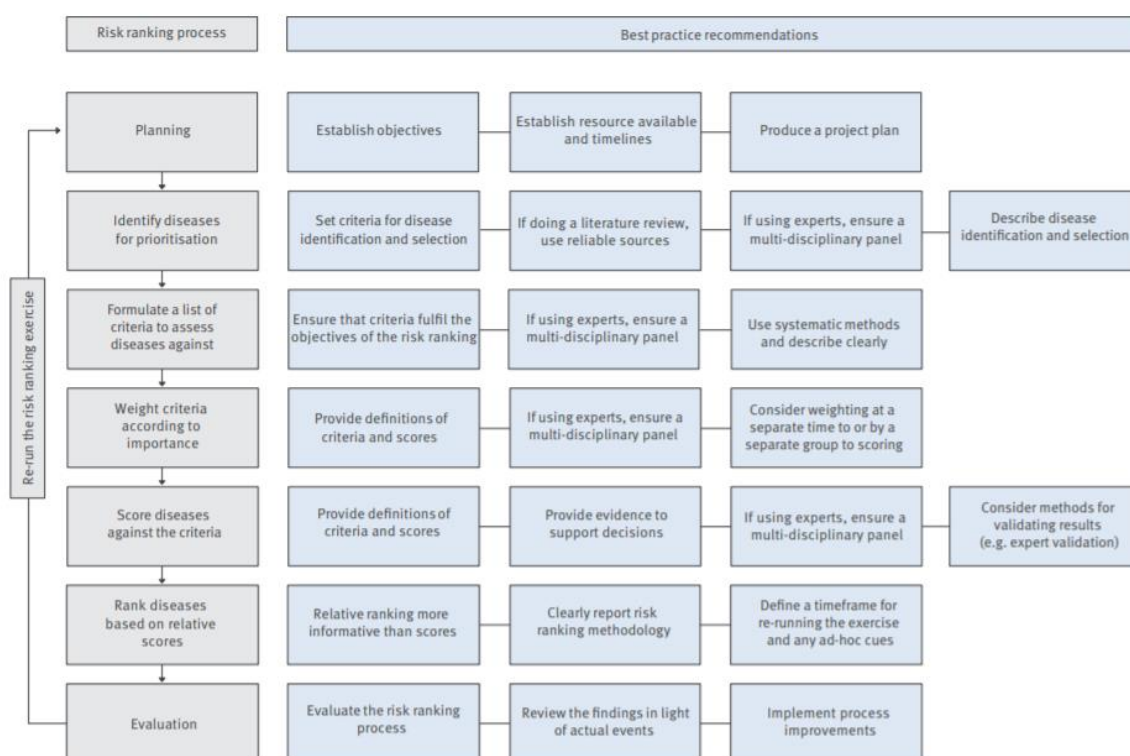 Risk ranking process
Best practice recommendations
Planning
Establish objectives
Establish resource available
and timelines
Produce a project plan
Identify diseases
for prioritisation
Set criteria for disease
identification and selection
If doing a literature review,
use reliable sources
If using experts, ensure a
multi-disciplinary panel
Describe disease
identification and selection
Formulate a list of
criteria to assess
diseases against
Ensure that criteria fulfil the
objectives of the risk ranking
If using experts, ensure a
multi-disciplinary panel
Use systematic methods
and describe clearly
Weight criteria
according to
importance
Provide definitions of
criteria and scores
If using experts, ensure a
multi-disciplinary panel
Consider weighting at a
separate time to or by a
separate group to scoring
Score diseases
against the criteria
Provide definitions of
criteria and scores
Provide evidence to
support decisions
If using experts, ensure a
multi-disciplinary panel
Consider methods for
validating results
(e.g. expert validation)
Rank diseases
based on relative
scores
Relative ranking more
informative than scores
Clearly report risk
ranking methodology
Define a timeframe for
re-running the exercise
and any ad-hoc cues
Evaluation
Evaluate the risk ranking
process
Review the findings in light
of actual events
Implement process
improvements
Re-run the risk ranking exercise